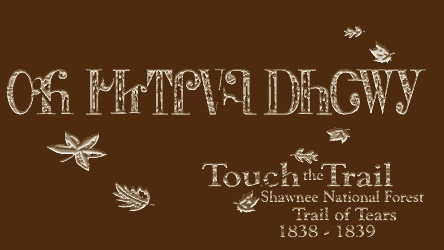 ᎠᏂᏣᎳᎩ
Touch the Trail
Shawnee National Forest
Trail of Tears
1838 - 1839